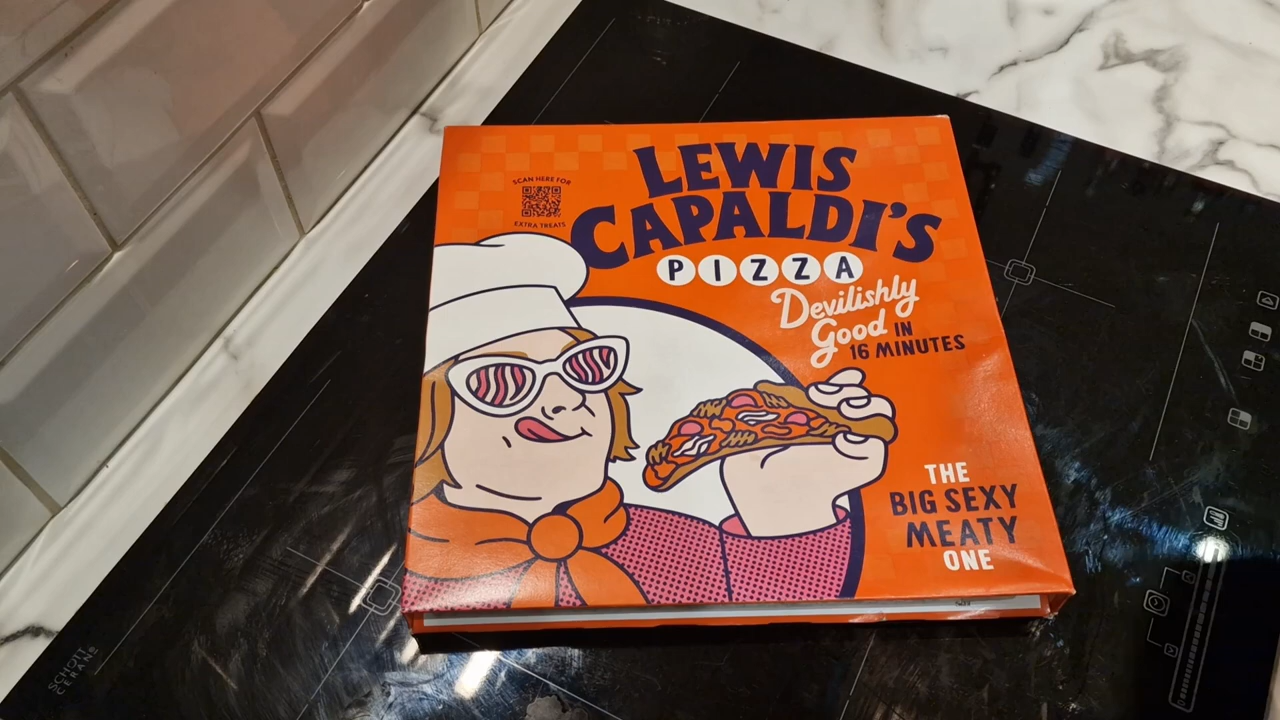 SCAN HERE FOR
EXTRA TREATS
LEWIS
CAPALDI'S
PIZZA
Devilishly
Good IN
16 MINUTES
THE
BIG SEXY
MEATY
ONE
SCHOTT
CERAN®